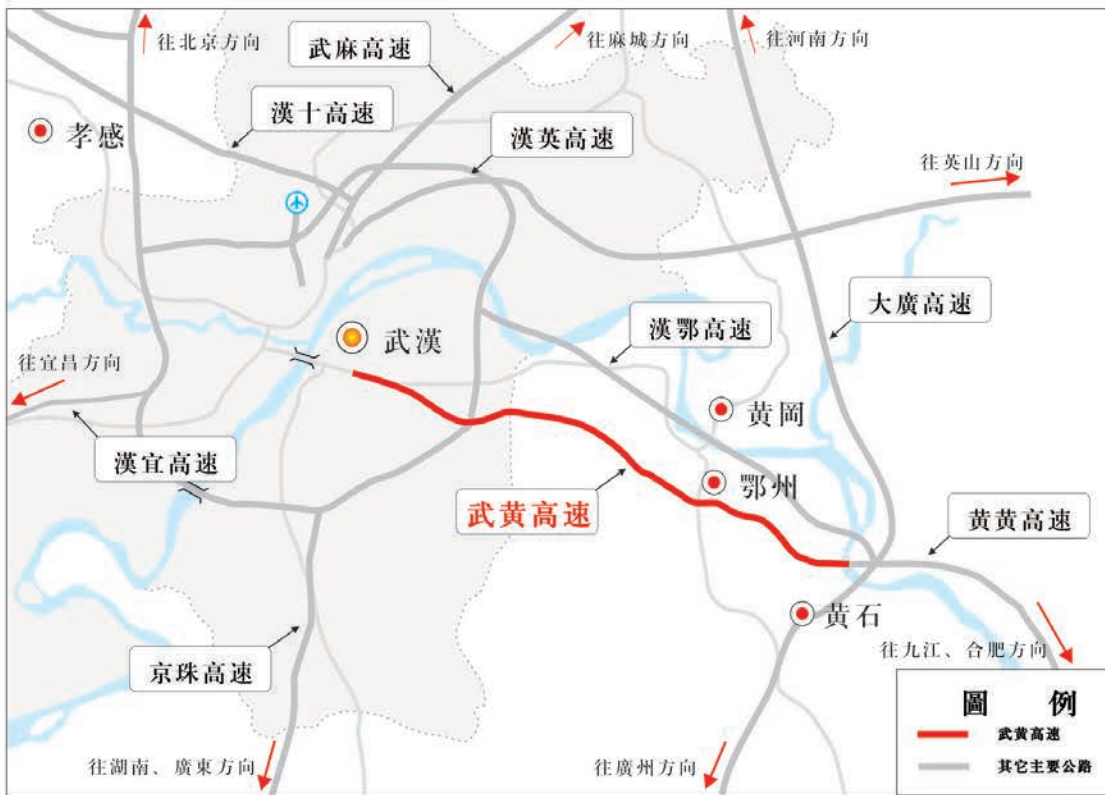 往北京方向
武麻高速
往麻城方向
往河南方向
漢十高速
孝感
漢英高速
往英山方向
大廣高速
漢鄂高速
武漢
往宜昌方向
黄岡
漢宜高速
鄂州
武黄高速
黄黄高速
黄石
往九江、合肥方向
京珠高速
往湖南、廣東方向
往廣州方向
圖 例
武黄高速
其它主要公路